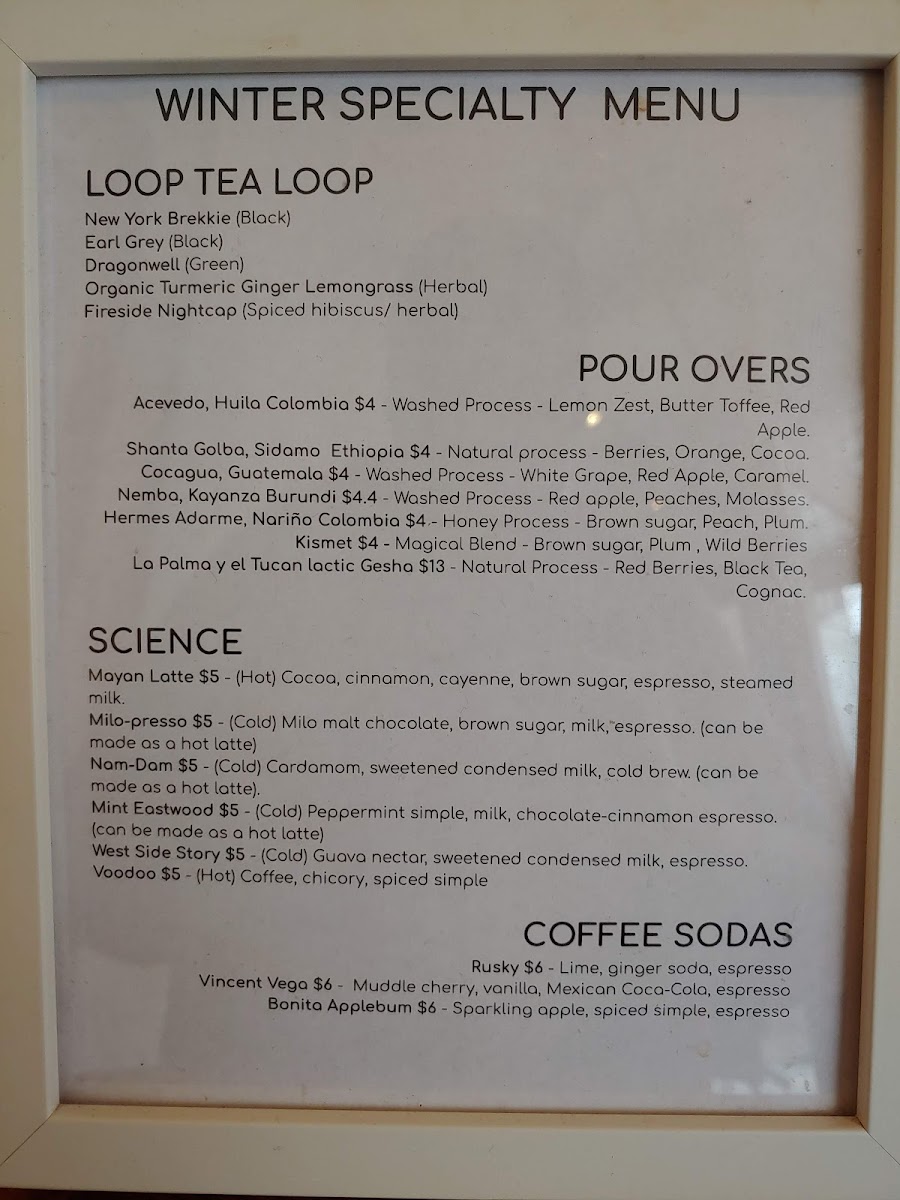 WINTER SPECIALTY MENU
LOOP TEA LOOP
New York Brekkie (Black)
Earl Grey (Black)
Dragonwell (Green)
Organic Turmeric Ginger Lemongrass (Herbal)
Fireside Nightcap (Spiced hibiscus/ herbal)
POUR OVERS
Acevedo, Huila Colombia $4 - Washed Process - Lemon Zest, Butter Toffee, Red
Apple.
Shanta Golba, Sidamo Ethiopia $4 - Natural process - Berries, Orange, Cocoa.
Cocagua, Guatemala $4 - Washed Process - White Grape, Red Apple, Caramel.
Nemba, Kayanza Burundi $4.4 - Washed Process - Red apple, Peaches, Molasses.
Hermes Adarme, Nariño Colombia $4 - Honey Process - Brown sugar, Peach, Plum.
Kismet $4 - Magical Blend - Brown sugar, Plum , Wild Berries
La Palma y el Tucan lactic Gesha $13 - Natural Process - Red Berries, Black Tea,
Cognac.
SCIENCE
Mayan Latte $5 - (Hot) Cocoa, cinnamon, cayenne, brown sugar, espresso, steamed
milk.
Milo-presso $5 - (Cold) Milo malt chocolate, brown sugar, milk, espresso. (can be
made as a hot latte)
Nam-Dam $5 - (Cold) Cardamom, sweetened condensed milk, cold brew. (can be
made as a hot latte).
Mint Eastwood $5 - (Cold) Peppermint simple, milk, chocolate-cinnamon espresso.
(can be made as a hot latte)
West Side Story $5 - (Cold) Guava nectar, sweetened condensed milk, espresso.
Voodoo $5 - (Hot) Coffee, chicory, spiced simple
COFFEE SODAS
Rusky $6 - Lime, ginger soda, espresso
Vincent Vega $6 - Muddle cherry, vanilla, Mexican Coca-Cola, espresso
Bonita Applebum $6 - Sparkling apple, spiced simple, espresso